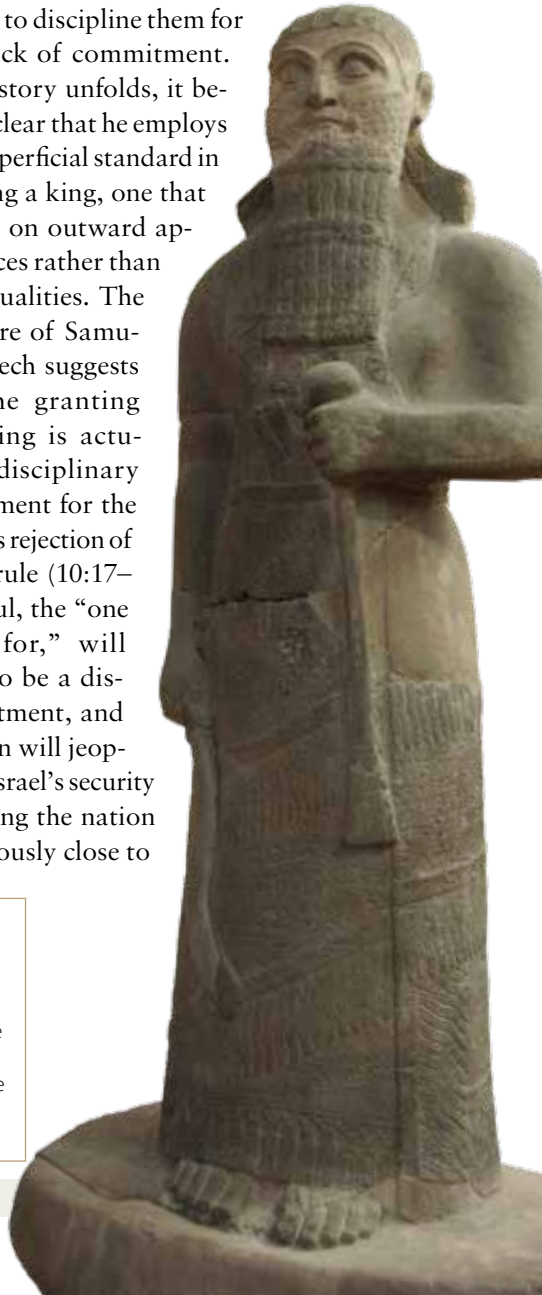 to discipline them for
ck of commitment.
story unfolds, it be-
clear that he employs
perficial standard in
ng a king, one that
on outward ap-
ces rather than
ualities. The
re of Samu-
ech suggests
he granting
ing is actu-
disciplinary
ment for the
s rejection of
rule (10:17–
ul, the “one
for,” will
o be a dis-
tment, and
n will jeop-
srael’s security
ing the nation
ously close to
e
e